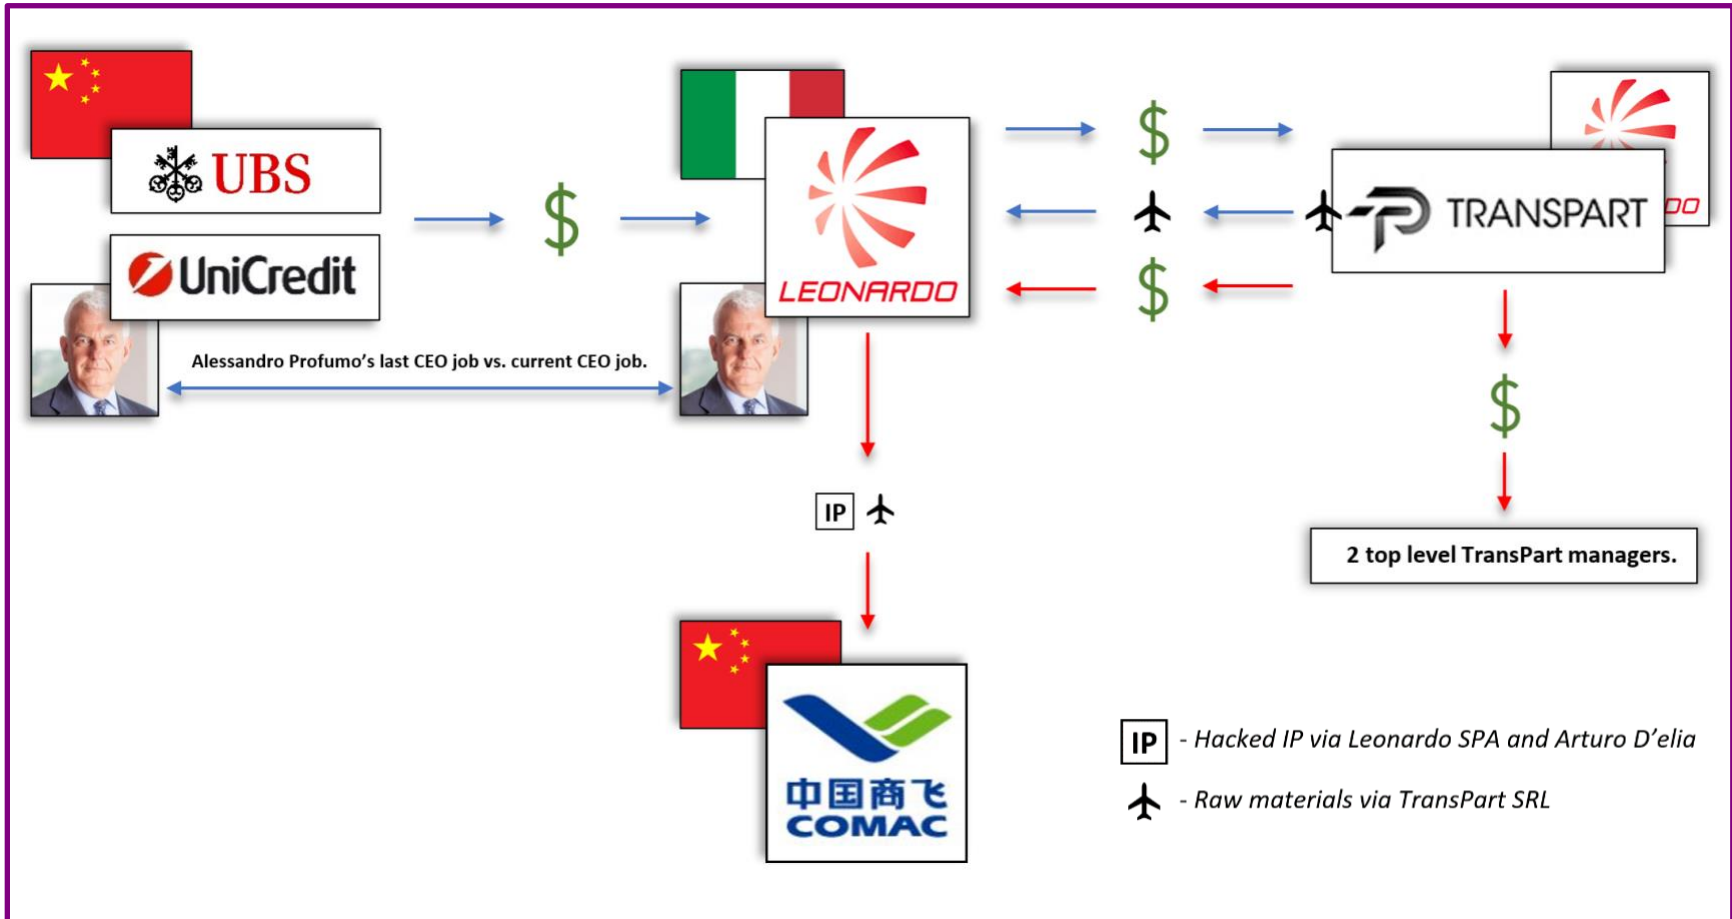 UBS
UniCredit
Alessandro Profumo's last CEO job vs. current CEO job.
LEONARDO
$
$
$
TRANSPART
DO
$
IP
2 top level TransPart managers.
中国商飞
COMAC
IP - Hacked IP via Leonardo SPA and Arturo D'elia
- Raw materials via TransPart SRL